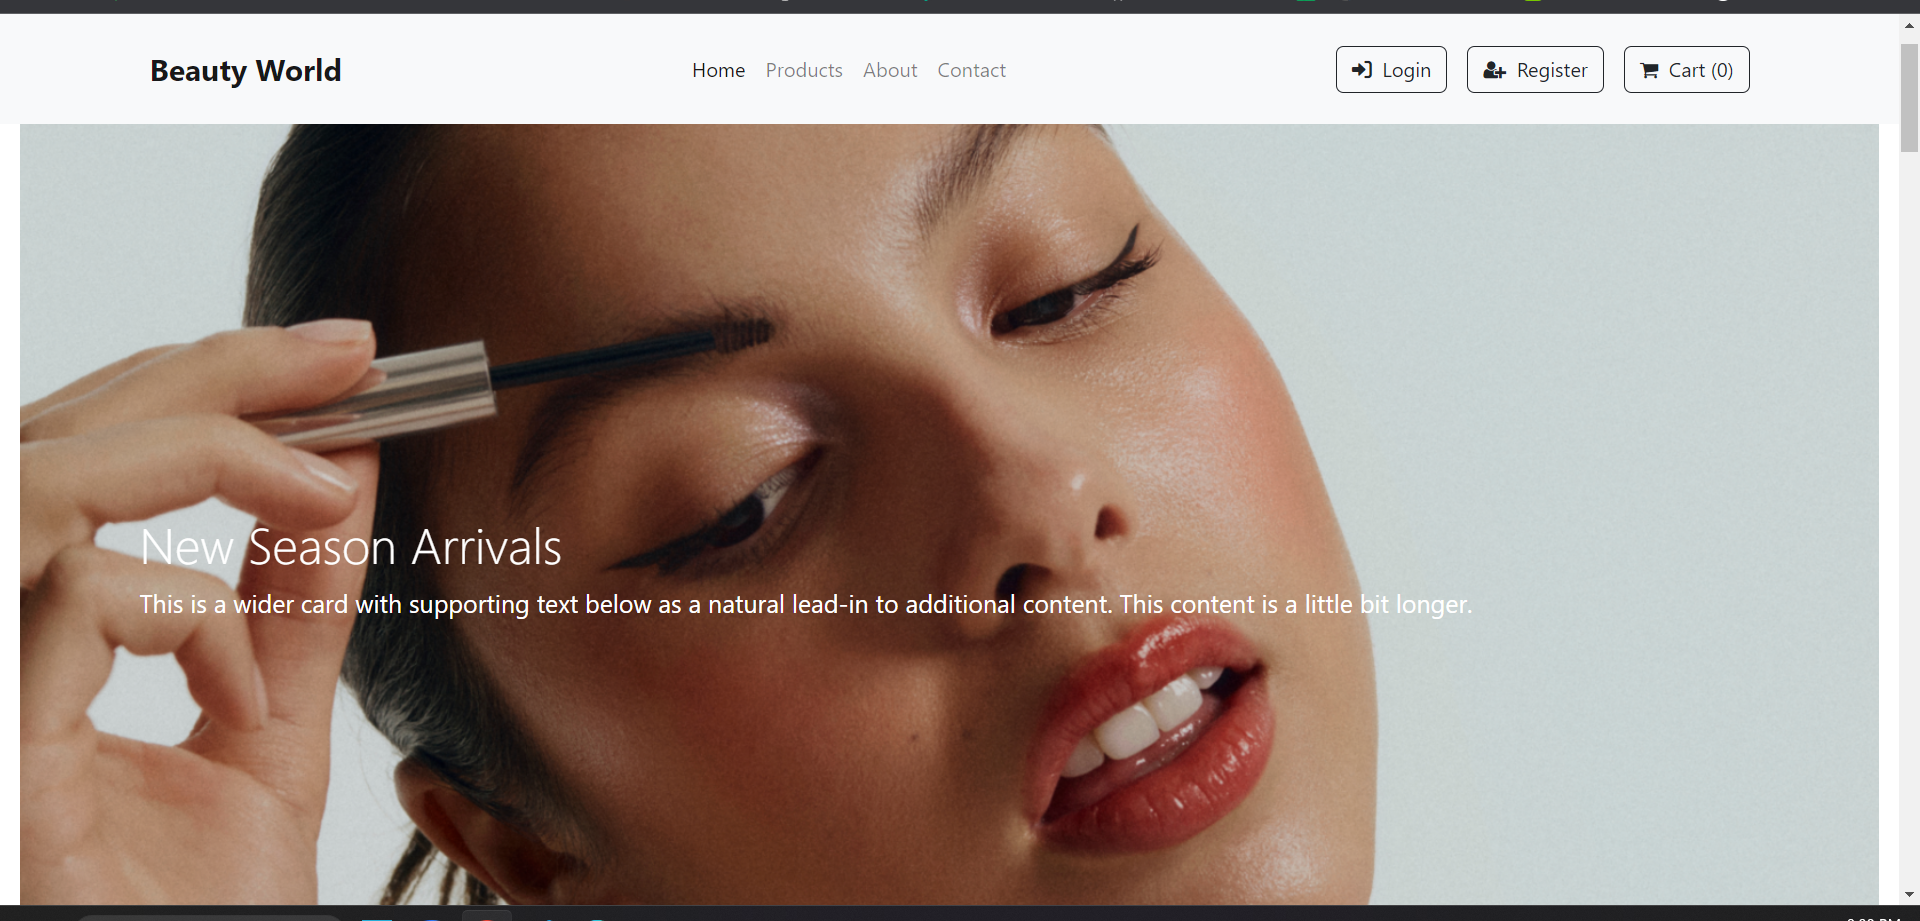 Beauty World
Home Products About Contact
Login Register Cart (0)
New Season Arrivals
This is a wider card with supporting text below as a natural lead-in to additional content. This content is a little bit longer.